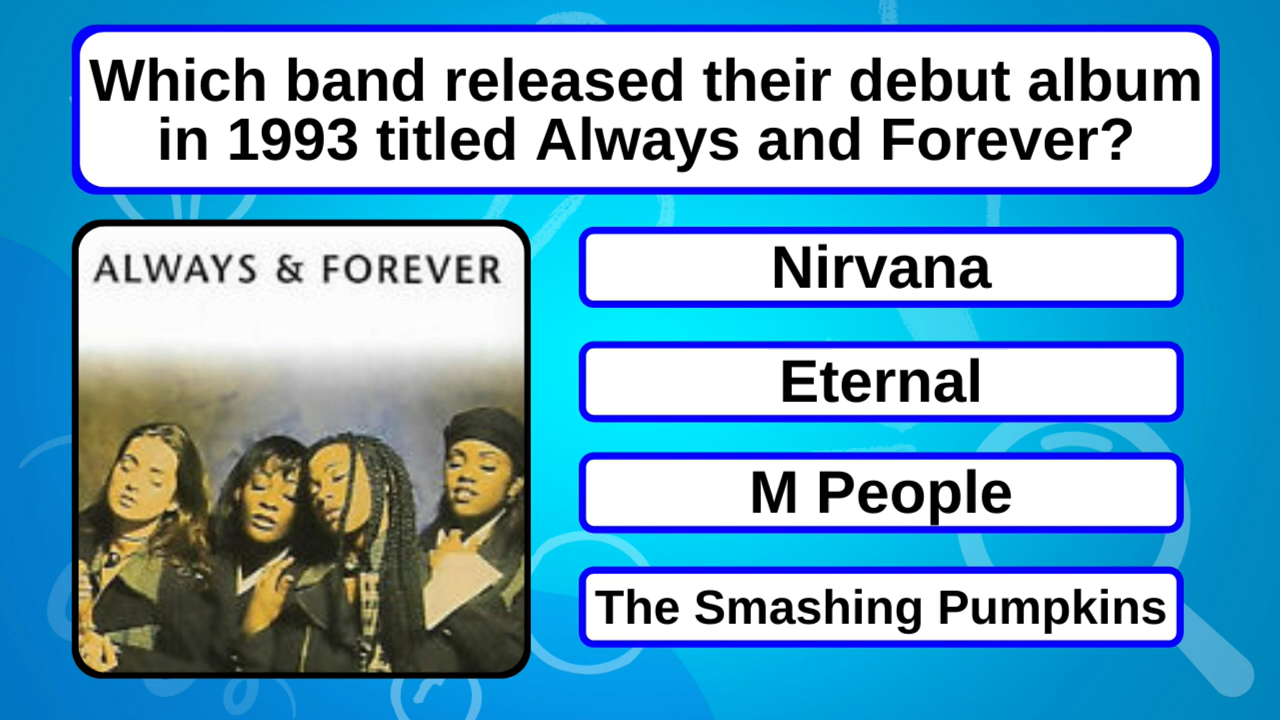 Which band released their debut album
in 1993 titled Always and Forever?
ALWAYS & FOREVER
Nirvana
Eternal
M People
The Smashing Pumpkins